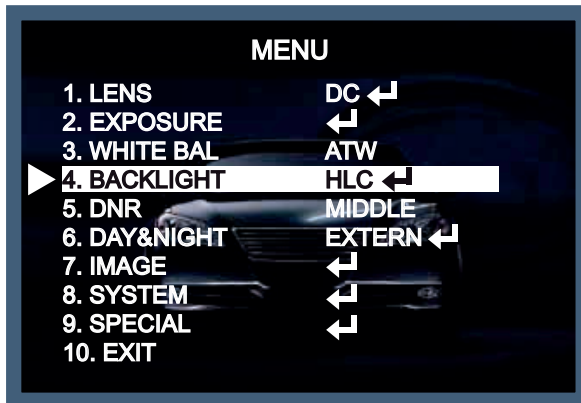 MENU
1. LENS DC ↵
2. EXPOSURE ↵
3. WHITE BAL ATW
4. BACKLIGHT HLC ↵
5. DNR MIDDLE
6. DAY&NIGHT EXTERN ↵
7. IMAGE ↵
8. SYSTEM ↵
9. SPECIAL ↵
10. EXIT